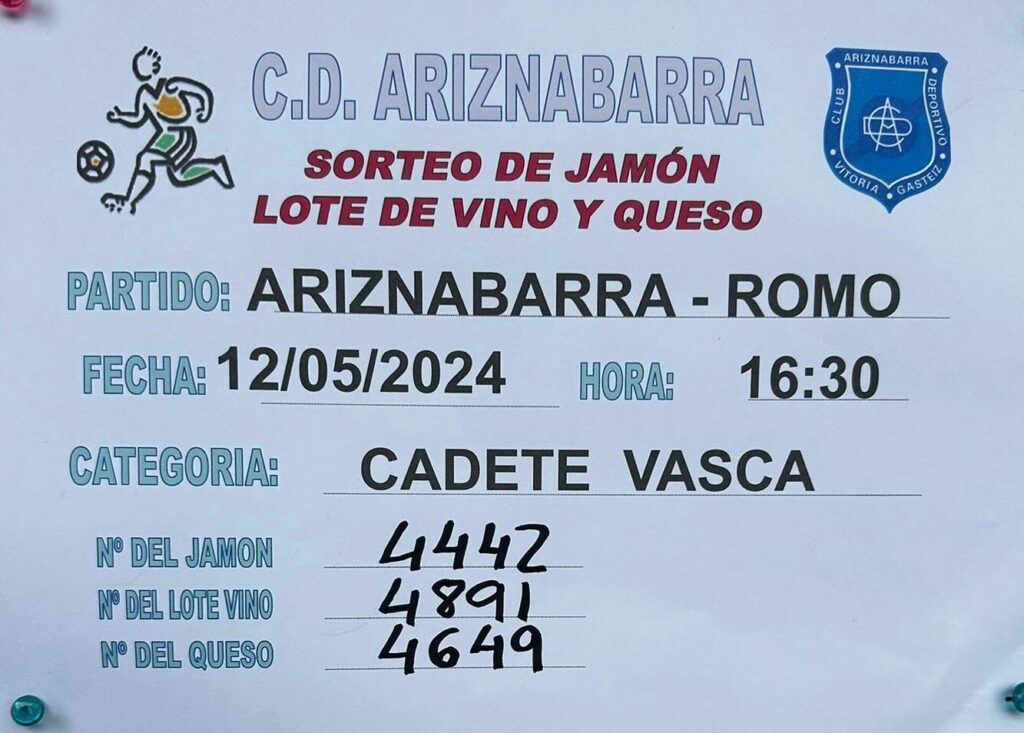 C.D. ARIZNABARRA
SORTEO DE JAMÓN
LOTE DE VINO Y QUESO
ARIZNABARRA
CLUB
DEPORTIVO
VITORIA
GASTEIZ
PARTIDO: ARIZNABARRA - ROMO
FECHA: 12/05/2024 HORA: 16:30
CATEGORIA: CADETE VASCA
Nº DEL JAMON 4442
Nº DEL LOTE VINO 4891
Nº DEL QUESO 4649